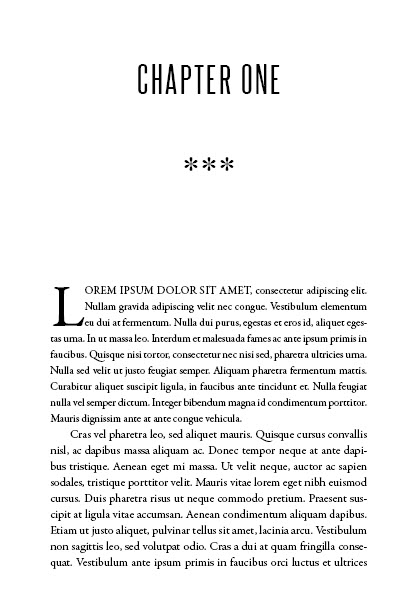 CHAPTER ONE
***
LOREM IPSUM DOLOR SIT AMET, consectetur adipiscing elit.
Nullam gravida adipiscing velit nec congue. Vestibulum elementum
eu dui at fermentum. Nulla dui purus, egestas et eros id, aliquet eges-
tas urna. In ut massa leo. Interdum et malesuada fames ac ante ipsum primis in
faucibus. Quisque nisi tortor, consectetur nec nisi sed, pharetra ultricies urna.
Nulla sed velit ut justo feugiat semper. Aliquam pharetra fermentum mattis.
Curabitur aliquet suscipit ligula, in faucibus ante tincidunt et. Nulla feugiat
nulla vel semper dictum. Integer bibendum magna id condimentum porttitor.
Mauris dignissim ante at ante congue vehicula.
Cras vel pharetra leo, sed aliquet mauris. Quisque cursus convallis
nisl, ac dapibus massa aliquam ac. Donec tempor neque at ante dapi-
bus tristique. Aenean eget mi massa. Ut velit neque, auctor ac sapien
sodales, tristique porttitor velit. Mauris vitae lorem eget nibh euismod
cursus. Duis pharetra risus ut neque commodo pretium. Praesent sus-
cipit at ligula vitae accumsan. Aenean condimentum aliquam dapibus.
Etiam ut justo aliquet, pulvinar tellus sit amet, lacinia arcu. Vestibulum
non sagittis leo, sed volutpat odio. Cras a dui at quam fringilla conse-
quat. Vestibulum ante ipsum primis in faucibus orci luctus et ultrices